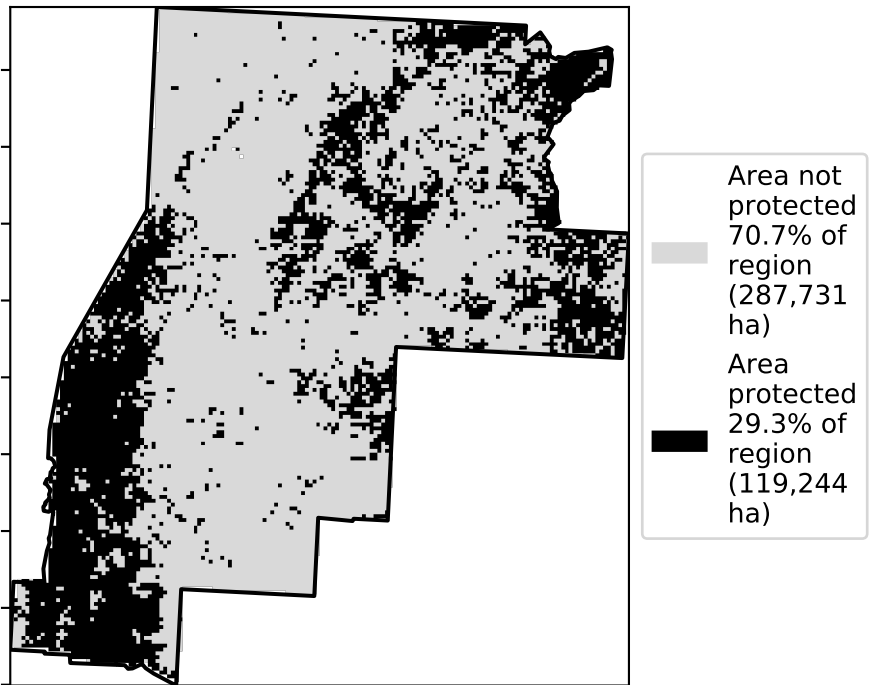 Area not
protected
70.7% of
region
(287,731
ha)
Area
protected
29.3% of
region
(119,244
ha)